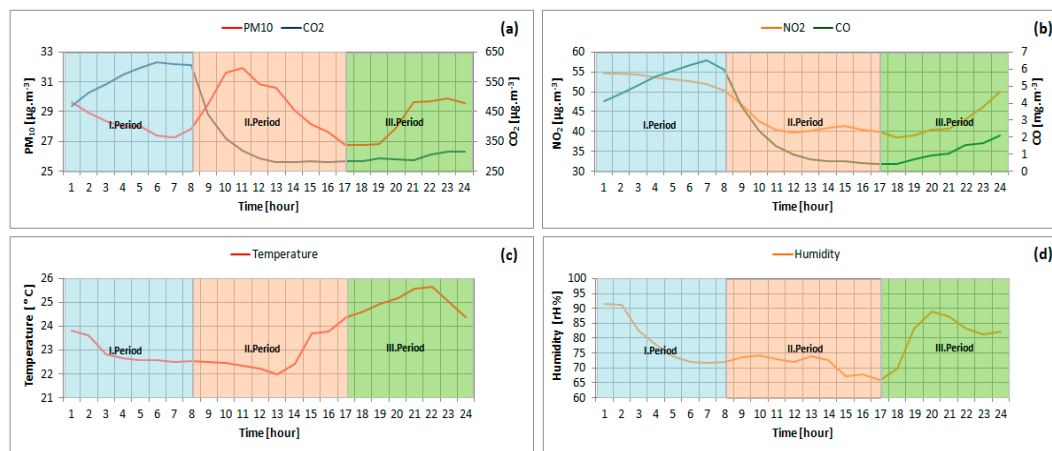 PM10 CO2 (a)
33 31 29 27 25
PM10 [µg.m-3]
650 550 450 350 250
CO2 [µg.m-3]
I.Period II.Period III.Period
1 2 3 4 5 6 7 8 9 10 11 12 13 14 15 16 17 18 19 20 21 22 23 24
Time [hour]
NO2 CO (b)
60 55 50 45 40 35 30
NO2 [µg.m-3]
7 6 5 4 3 2 1 0
CO [mg.m-3]
I.Period II.Period III.Period
1 2 3 4 5 6 7 8 9 10 11 12 13 14 15 16 17 18 19 20 21 22 23 24
Time [hour]
Temperature (c)
26 25 24 23 22 21
Temperature [°C]
I.Period II.Period III.Period
1 2 3 4 5 6 7 8 9 10 11 12 13 14 15 16 17 18 19 20 21 22 23 24
Time [hour]
Humidity (d)
100 95 90 85 80 75 70 65 60
Humidity [rH%]
I.Period II.Period III.Period
1 2 3 4 5 6 7 8 9 10 11 12 13 14 15 16 17 18 19 20 21 22 23 24
Time [hour]